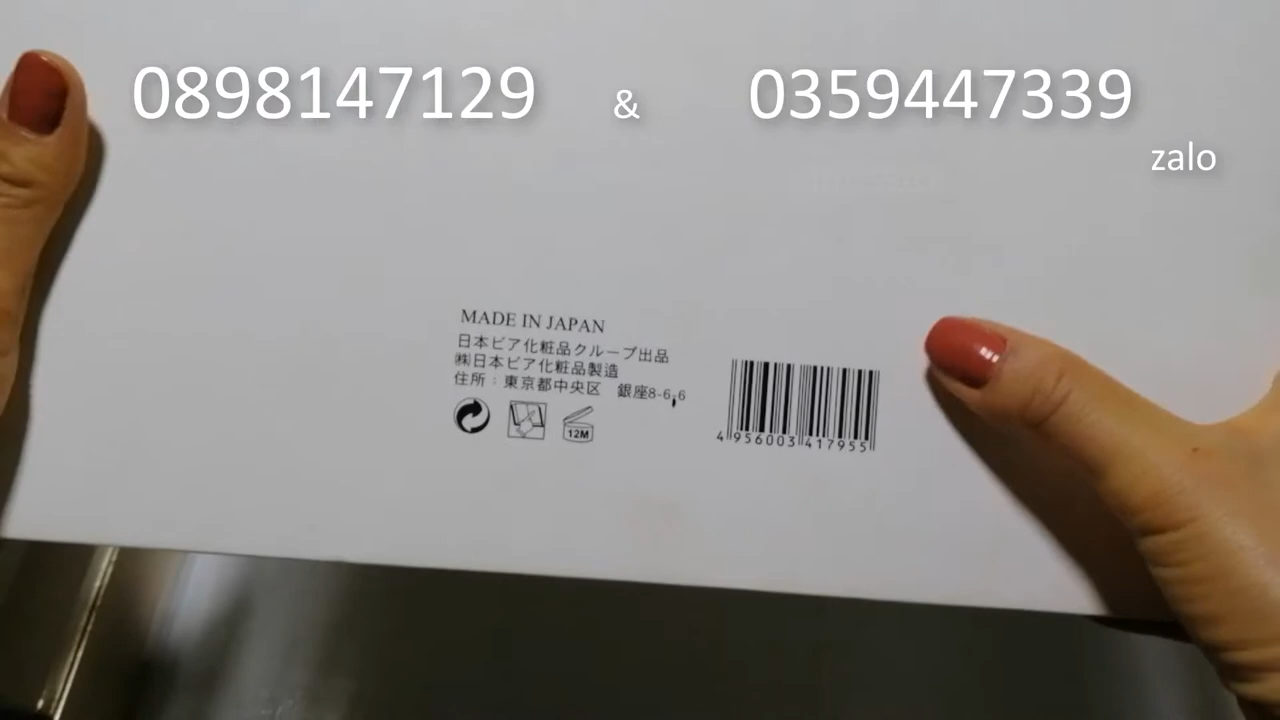 0898147129 & 0359447339
zalo
MADE IN JAPAN
日本ビア化粧品クループ出品
㈱日本ビア化粧品製造
住所：東京都中央区 銀座8-6,6
12M
4 956003 417955